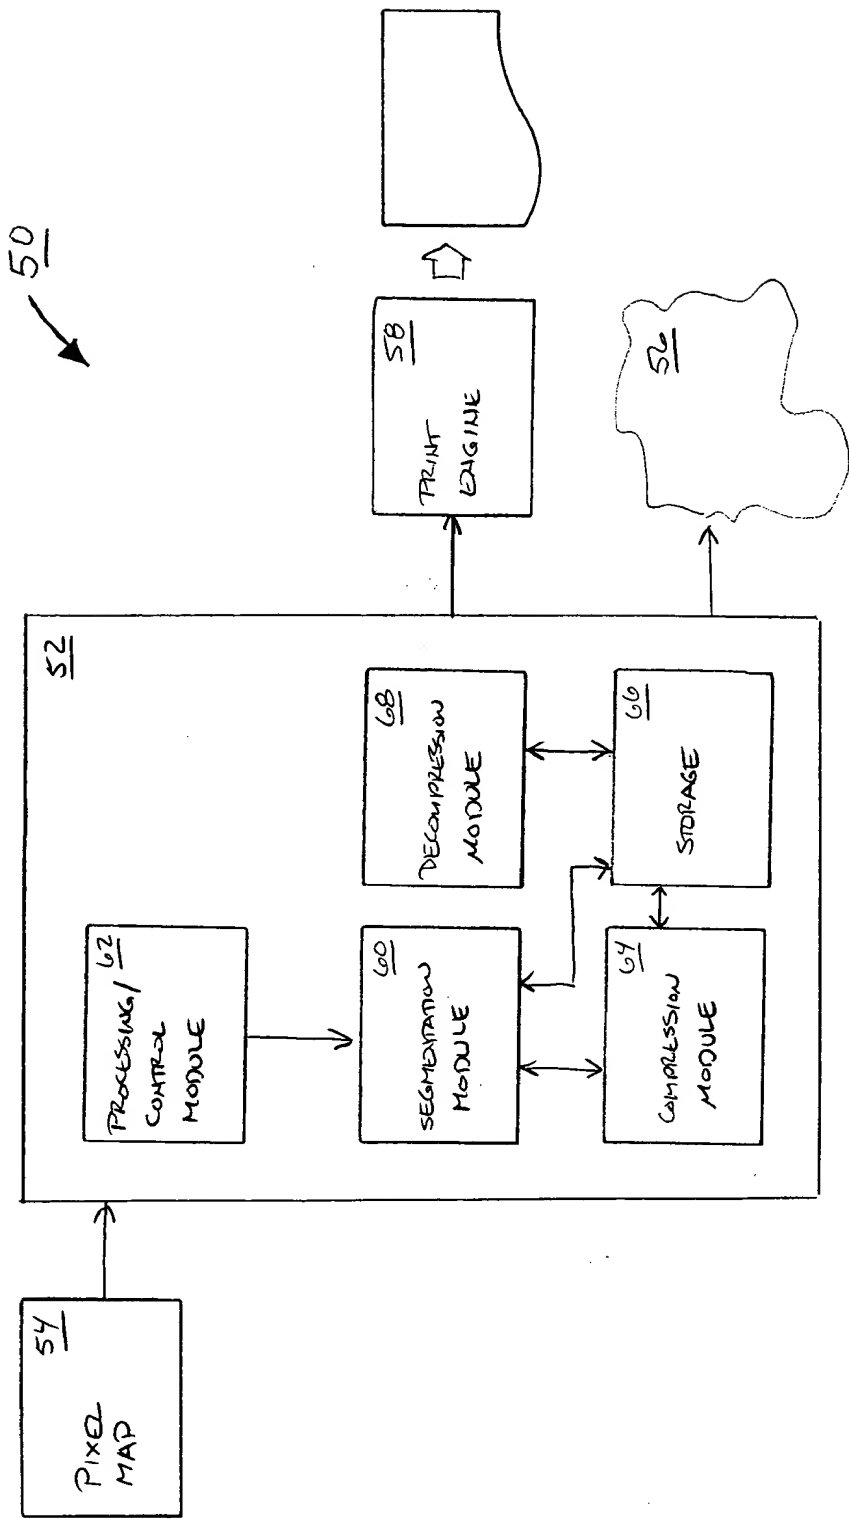 50
54
PIXEL
MAP
52
PROCESSING/
CONTROL
MODULE
62
60
SEGMENTATION
MODULE
64
COMPRESSION
MODULE
68
DECOMPRESSION
MODULE
66
STORAGE
58
PRINT
ENGINE
56